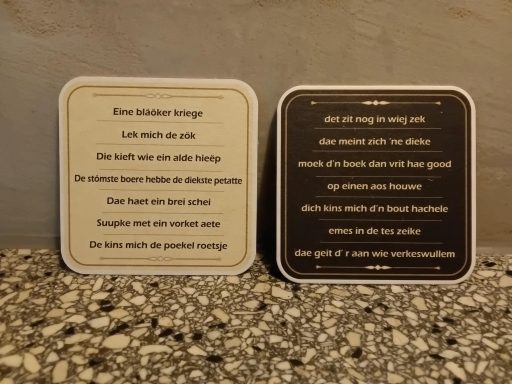 Eine bläöker kriege
Lek mich de zök
Die kieft wie ein alde hieëp
De stómste boere hebbe de diekste petatte
Dae haet ein brei schei
Suupke met ein vorket aete
De kins mich de poekel roetsje
det zit nog in wiej zek
dae meint zich 'ne dieke
moek d'n boek dan vrit hae good
op einen aos houwe
dich kins mich d'n bout hachele
emes in de tes zeike
dae geit d'r aan wie verkeswullem